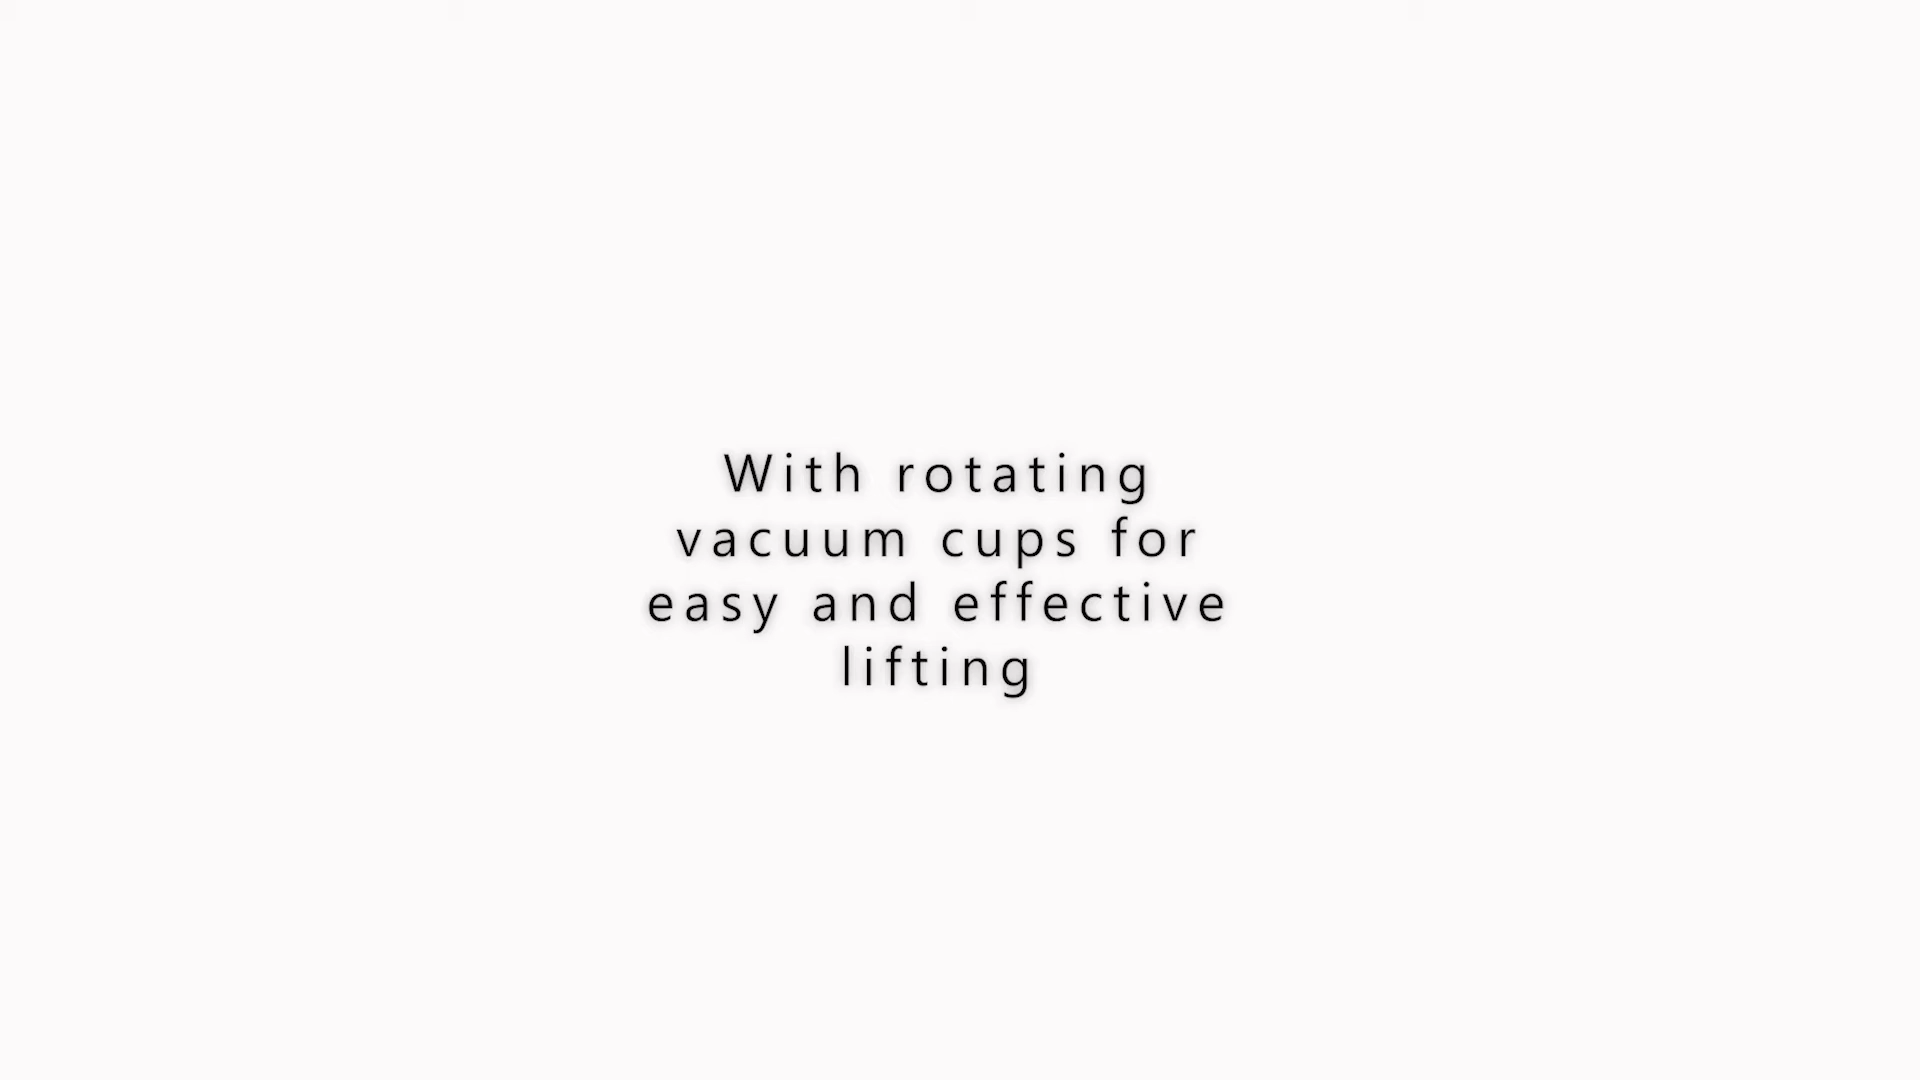 With rotating
vacuum cups for
easy and effective
lifting